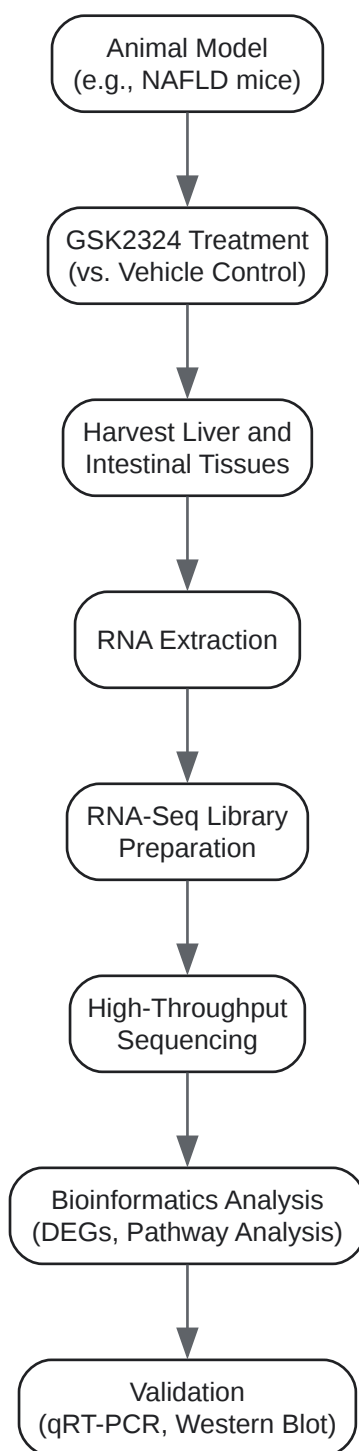 Animal Model
(e.g., NAFLD mice)
GSK2324 Treatment
(vs. Vehicle Control)
Harvest Liver and
Intestinal Tissues
RNA Extraction
RNA-Seq Library
Preparation
High-Throughput
Sequencing
Bioinformatics Analysis
(DEGs, Pathway Analysis)
Validation
(qRT-PCR, Western Blot)